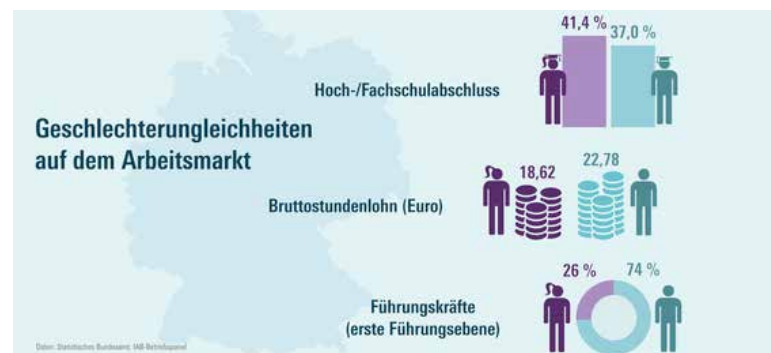 41,4 %
37,0 %
Hoch-/Fachschulabschluss
Geschlechterungleichheiten
auf dem Arbeitsmarkt
18,62
22,78
Bruttostundenlohn (Euro)
26 %
74 %
Führungskräfte
(erste Führungsebene)
Daten: Statistisches Bundesamt; IAB-Betriebspanel